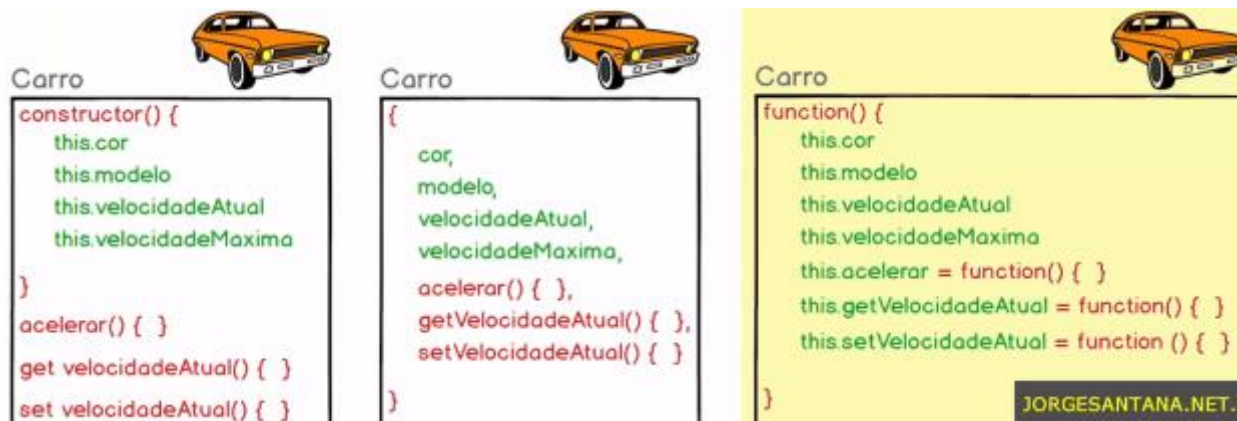 Carro
constructor() {
this.cor
this.modelo
this.velocidadeAtual
this.velocidadeMaxima
}
acelerar() { }
get velocidadeAtual() { }
set velocidadeAtual() { }
Carro
{
cor,
modelo,
velocidadeAtual,
velocidadeMaxima,
acelerar() { },
getVelocidadeAtual() { },
setVelocidadeAtual() { }
}
Carro
function() {
this.cor
this.modelo
this.velocidadeAtual
this.velocidadeMaxima
this.acelerar = function() { }
this.getVelocidadeAtual = function() { }
this.setVelocidadeAtual = function () { }
}
JORGESANTANA.NET.